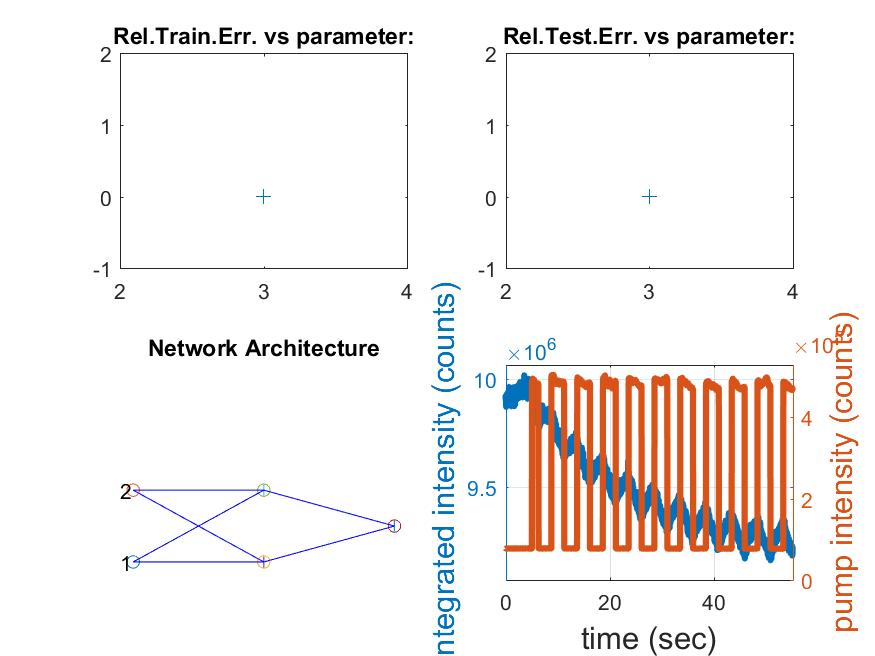 Rel.Train.Err. vs parameter:
2
1
0
-1
2 3 4
Rel.Test.Err. vs parameter:
2
1
0
-1
2 3 4
Network Architecture
2
1
ntegrated intensity (counts)
×10⁶
10
9.5
0 20 40
time (sec)
×10
4
2
0
pump intensity (counts)